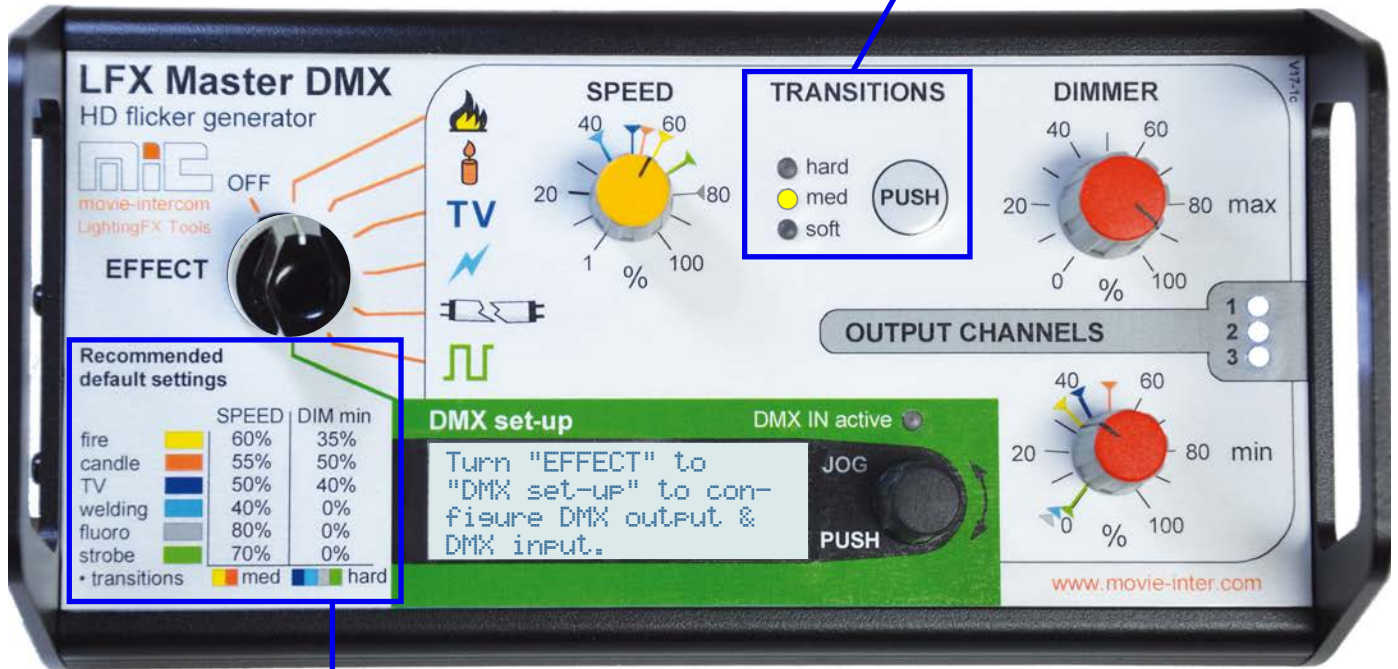 LFX Master DMX
HD flicker generator
mic
movie-intercom
LightingFX Tools
OFF
EFFECT
TV
SPEED
1 20 40 60 80 100
%
TRANSITIONS
hard
med
soft
PUSH
DIMMER
0 20 40 60 80 100
%
max
V17-1c
OUTPUT CHANNELS
1
2
3
0 20 40 60 80 100
%
min
Recommended
default settings
SPEED DIM min
fire 60% 35%
candle 55% 50%
TV 50% 40%
welding 40% 0%
fluoro 80% 0%
strobe 70% 0%
• transitions med hard
DMX set-up
DMX IN active
Turn "EFFECT" to
"DMX set-up" to con-
figure DMX output &
DMX input.
JOG
PUSH
www.movie-inter.com